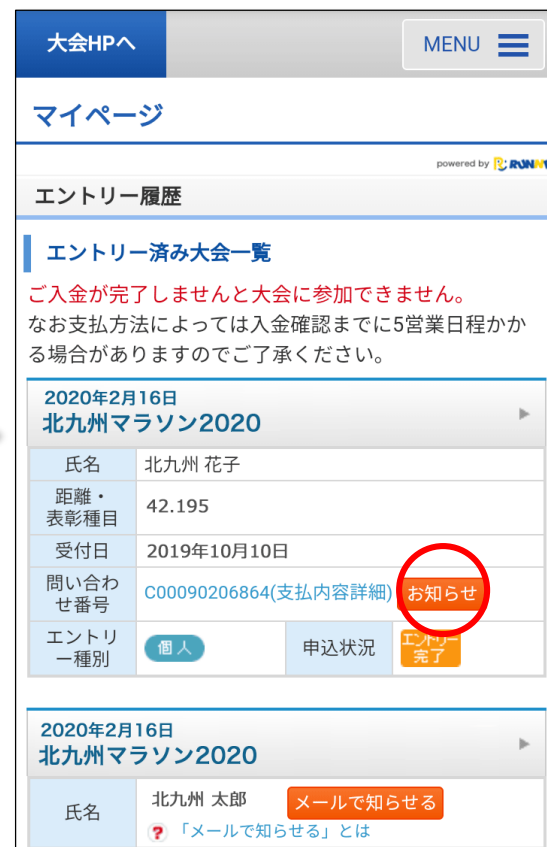 大会HPへ
MENU
マイページ
powered by RUNN
エントリー履歴
エントリー済み大会一覧
ご入金が完了しませんと大会に参加できません。
なお支払方法によっては入金確認までに5営業日程かか
る場合がありますのでご了承ください。
2020年2月16日
北九州マラソン2020
氏名 北九州 花子
距離・
表彰種目 42.195
受付日 2019年10月10日
問い合わ
せ番号 C00090206864(支払内容詳細) お知らせ
エントリ
ー種別 個人 申込状況 エントリー
完了
2020年2月16日
北九州マラソン2020
氏名 北九州 太郎 メールで知らせる
? 「メールで知らせる」とは